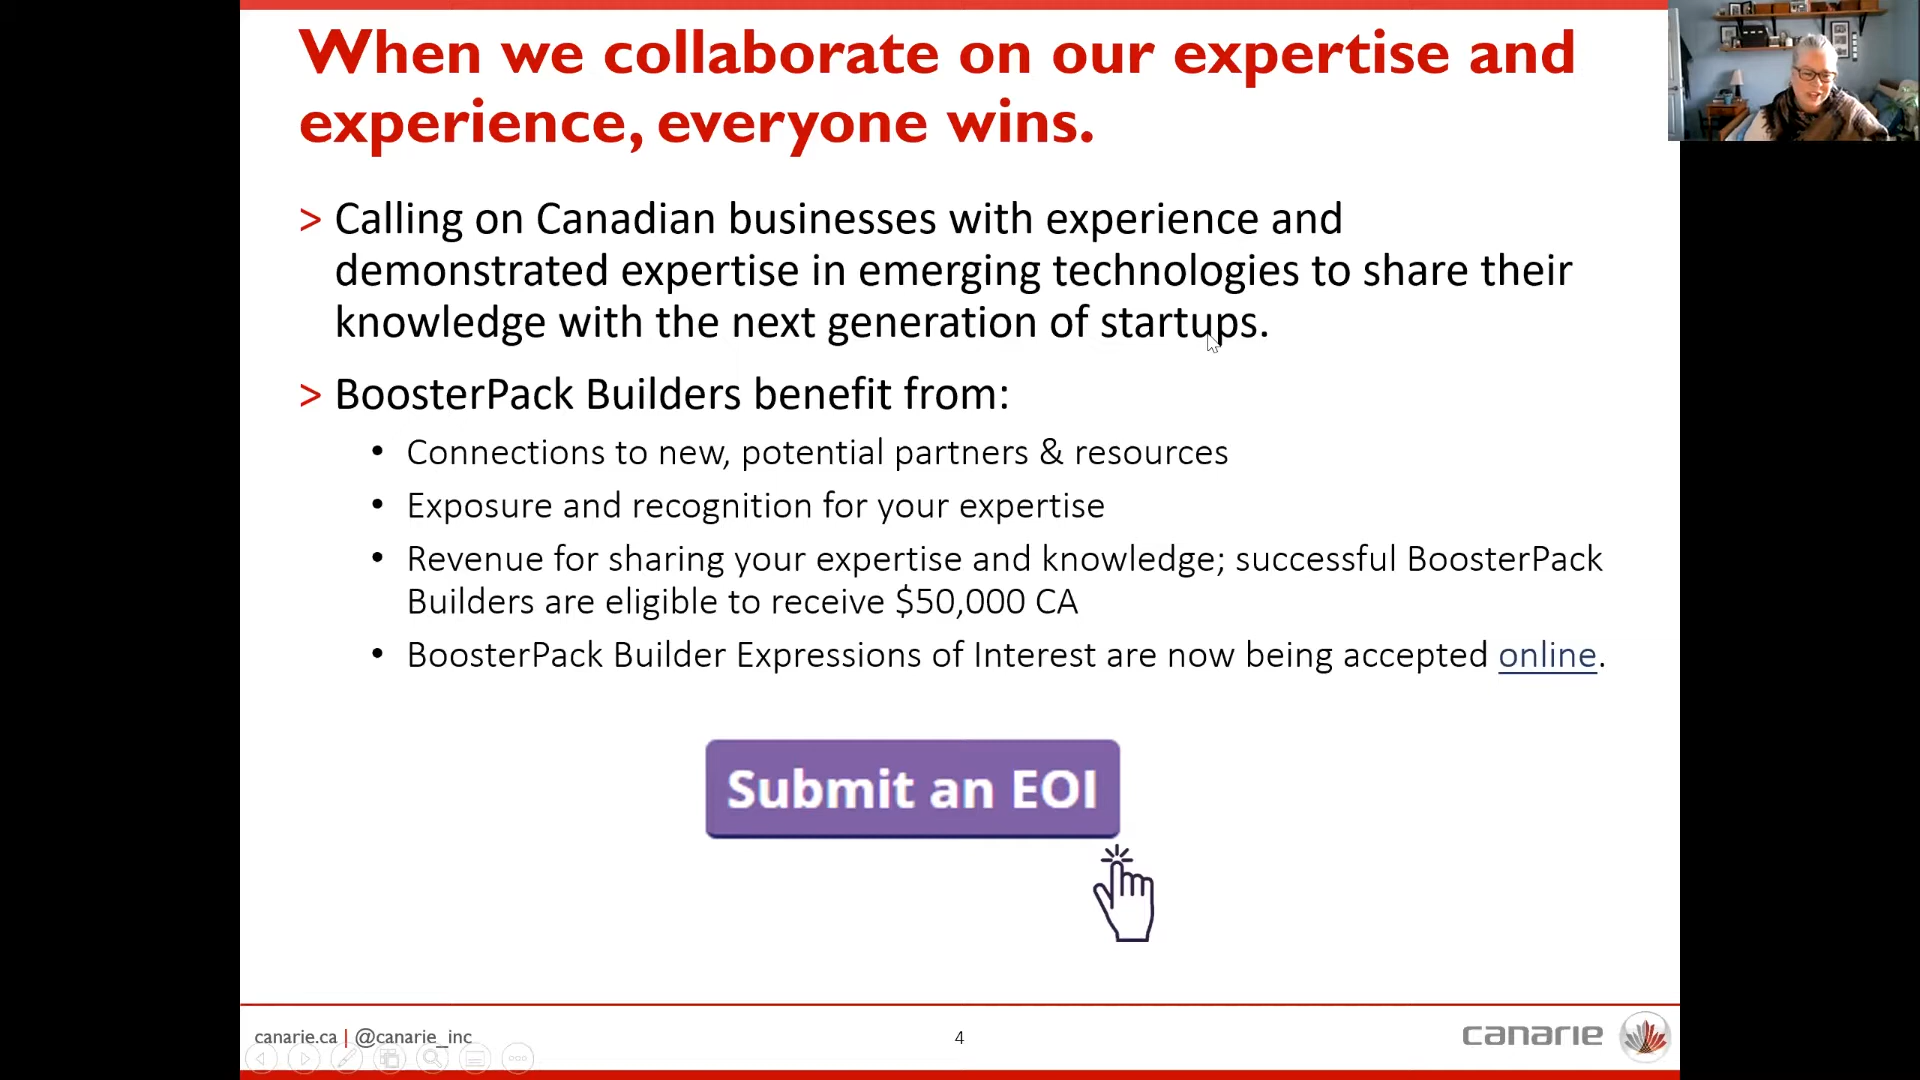 When we collaborate on our expertise and
experience, everyone wins.
> Calling on Canadian businesses with experience and
demonstrated expertise in emerging technologies to share their
knowledge with the next generation of startups.
> BoosterPack Builders benefit from:
• Connections to new, potential partners & resources
• Exposure and recognition for your expertise
• Revenue for sharing your expertise and knowledge; successful BoosterPack
Builders are eligible to receive $50,000 CA
• BoosterPack Builder Expressions of Interest are now being accepted online.
Submit an EOI
canarie.ca | @canarie_inc
4
canarie